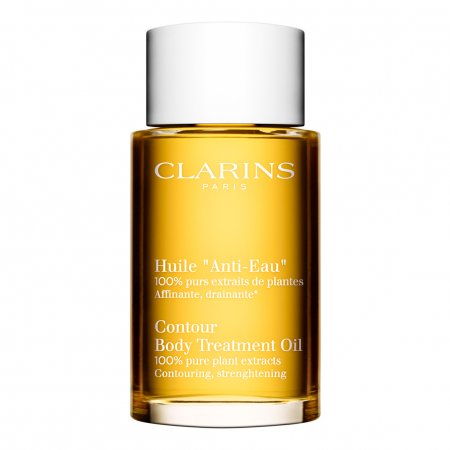 CLARINS
PARIS
Huile "Anti-Eau"
100% purs extraits de plantes
Affinante, drainante*
Contour
Body Treatment Oil
100% pure plant extracts
Contouring, strenghtening